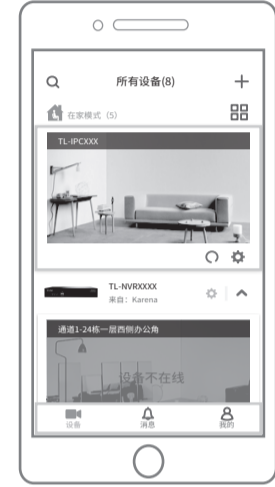 所有设备(8)
在家模式（5）
TL-IPCXXX
TL-NVRXXXX
来自：Karena
通道1-24栋一层西侧办公角
设备不在线
设备
消息
我的